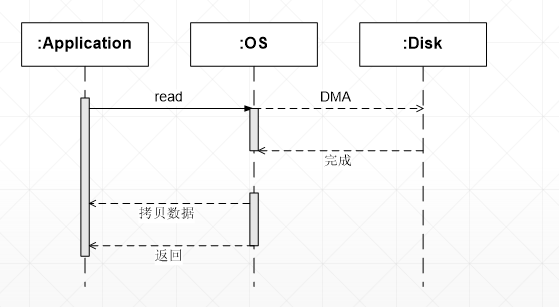 :Application
:OS
:Disk
read
DMA
完成
拷贝数据
返回